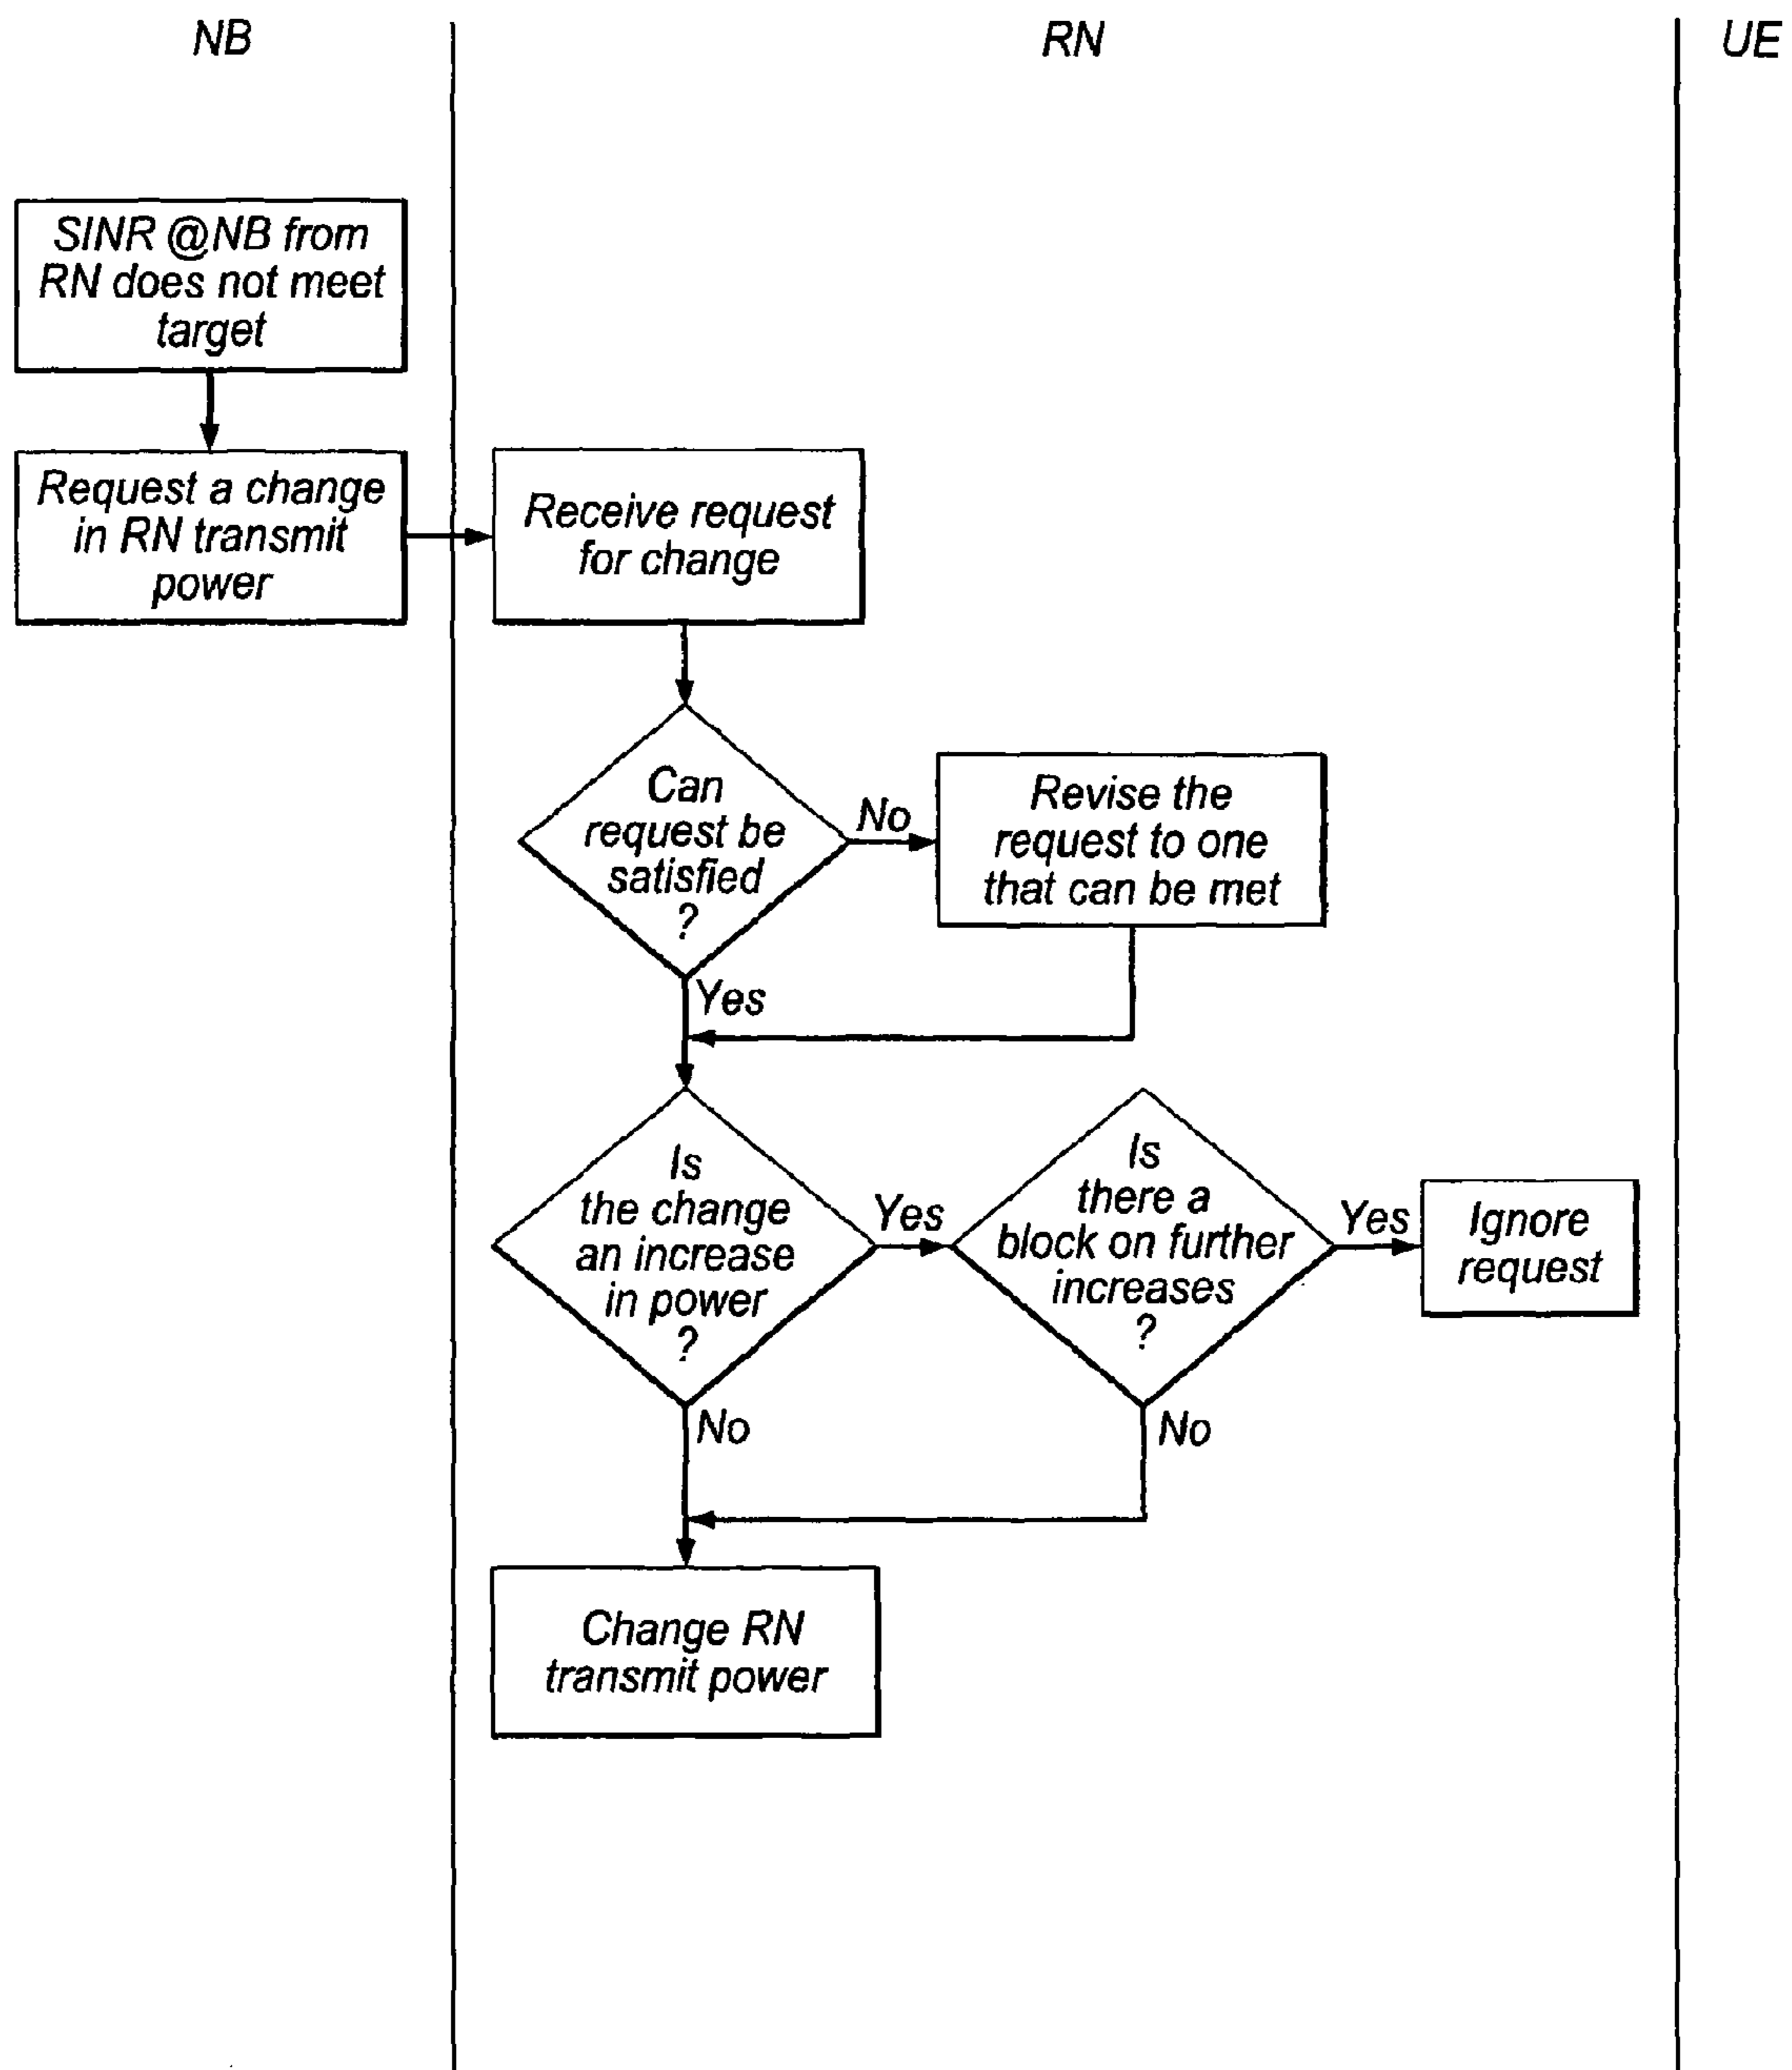 NB
RN
UE
SINR @NB from
RN does not meet
target
Request a change
in RN transmit
power
Receive request
for change
Can
request be
satisfied
?
No
Revise the
request to one
that can be met
Yes
Is
the change
an increase
in power
?
Yes
Is
there a
block on further
increases
?
Yes
Ignore
request
No
No
Change RN
transmit power